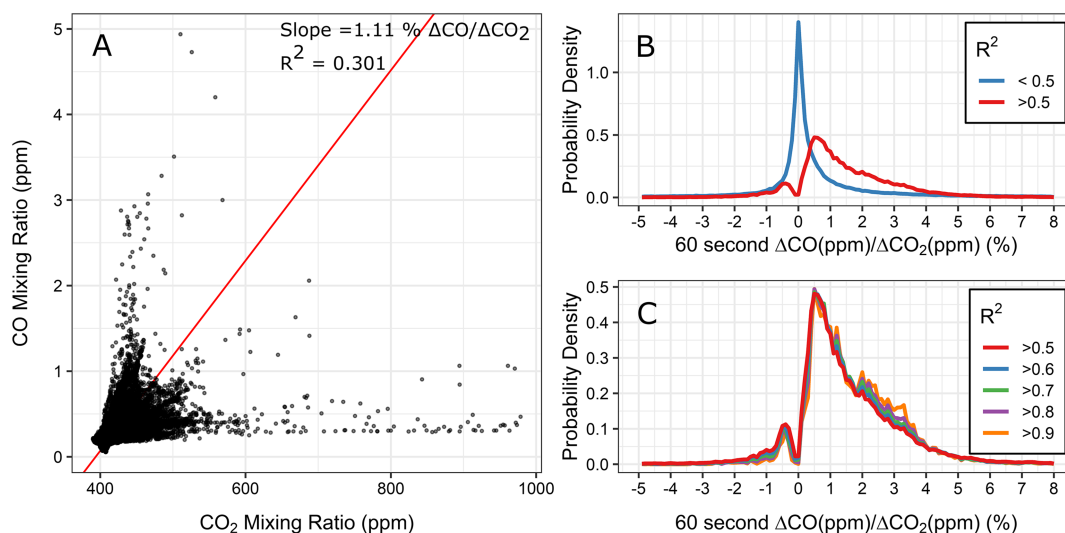 A
Slope =1.11 % ΔCO/ΔCO₂
R² = 0.301
CO Mixing Ratio (ppm)
5
4
3
2
1
0
400
600
800
1000
CO₂ Mixing Ratio (ppm)
B
Probability Density
1.0
0.5
0.0
-5 -4 -3 -2 -1 0 1 2 3 4 5 6 7 8
60 second ΔCO(ppm)/ΔCO₂(ppm) (%)
R²
< 0.5
>0.5
C
Probability Density
0.5
0.4
0.3
0.2
0.1
0.0
-5 -4 -3 -2 -1 0 1 2 3 4 5 6 7 8
60 second ΔCO(ppm)/ΔCO₂(ppm) (%)
R²
>0.5
>0.6
>0.7
>0.8
>0.9